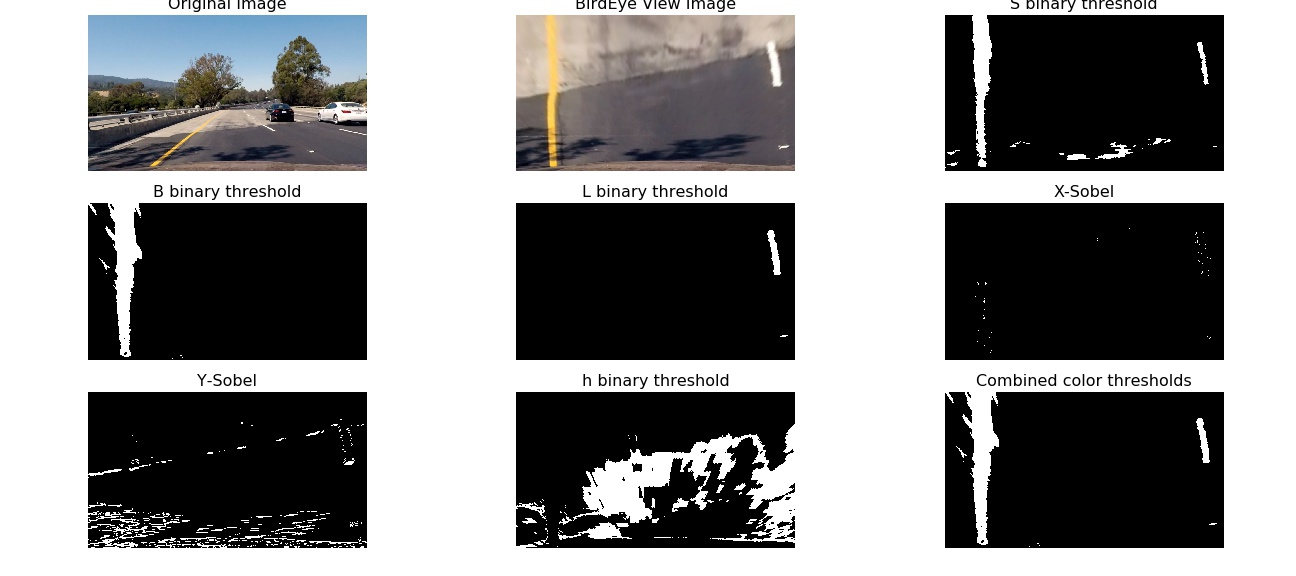 Original Image
BirdEye View Image
S binary threshold
B binary threshold
L binary threshold
X-Sobel
Y-Sobel
h binary threshold
Combined color thresholds